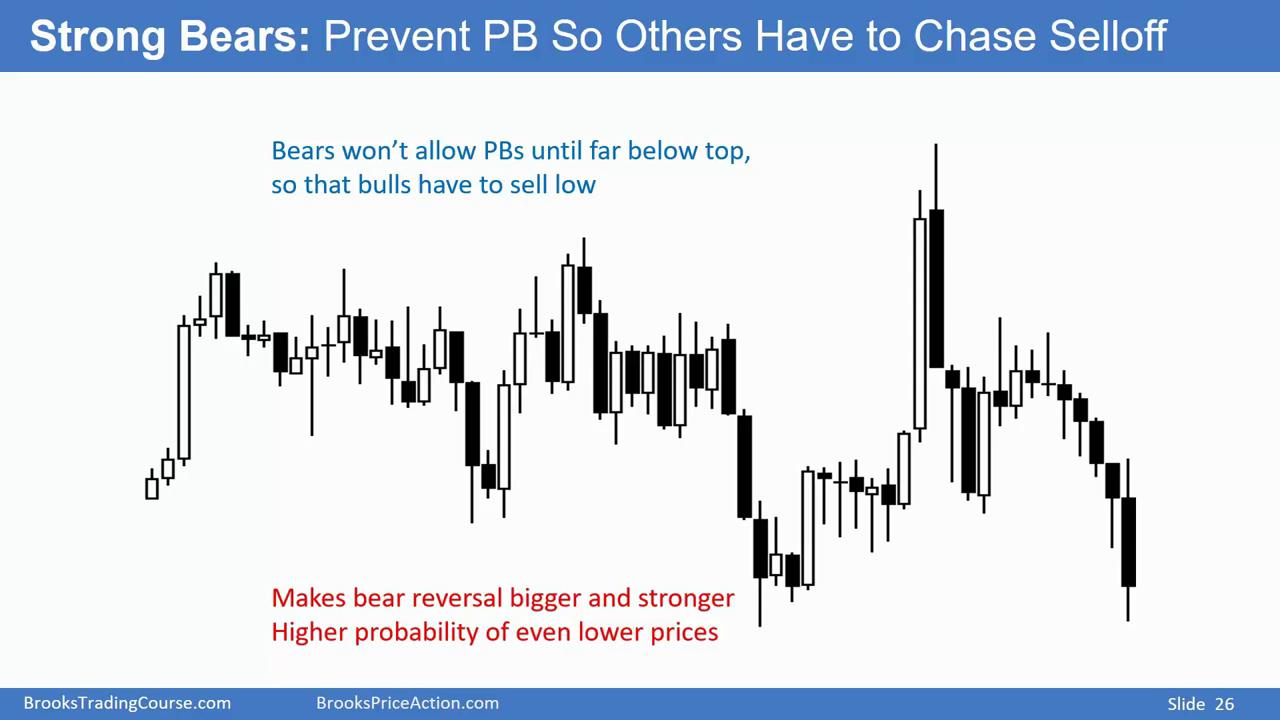 Strong Bears: Prevent PB So Others Have to Chase Selloff
Bears won’t allow PBs until far below top,
so that bulls have to sell low
Makes bear reversal bigger and stronger
Higher probability of even lower prices
BrooksTradingCourse.com
BrooksPriceAction.com
Slide 26